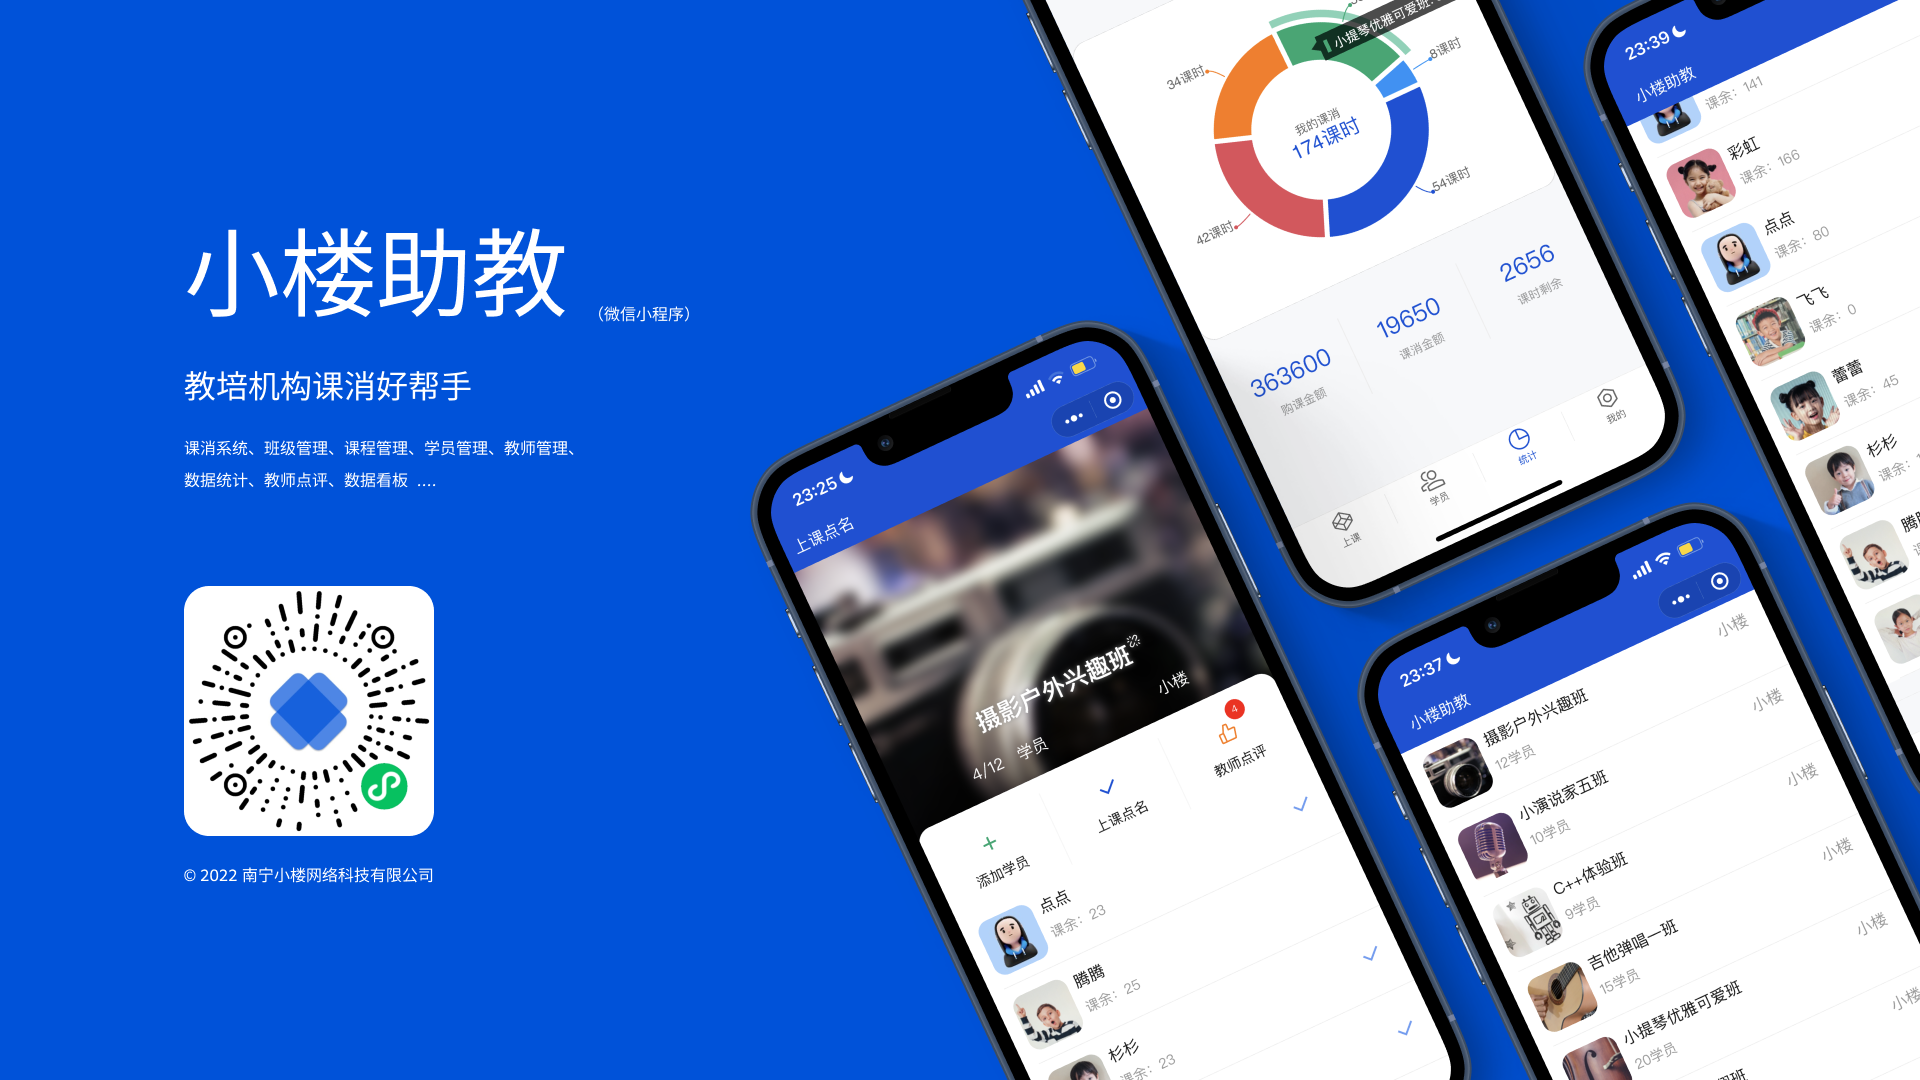 小楼助教
（微信小程序）
教培机构课消好帮手
课消系统、班级管理、课程管理、学员管理、教师管理、
数据统计、教师点评、数据看板 ....
© 2022 南宁小楼网络科技有限公司
小提琴优雅可爱班
34课时
8课时
我的课消
174课时
54课时
42课时
363600
购课金额
19650
课消金额
2656
课时剩余
上课
学员
统计
我的
23:39
小楼助教
课余：141
彩虹
课余：166
点点
课余：80
飞飞
课余：0
蕾蕾
课余：45
杉杉
课余：
23:25
上课点名
摄影户外兴趣班
4/12
学员
小楼
添加学员
上课点名
4
教师点评
点点
课余：23
腾腾
课余：25
杉杉
课余：23
23:37
小楼助教
摄影户外兴趣班
12学员
小楼
小演说家五班
10学员
小楼
C++体验班
9学员
小楼
吉他弹唱一班
15学员
小楼
小提琴优雅可爱班
20学员
小楼
小楼